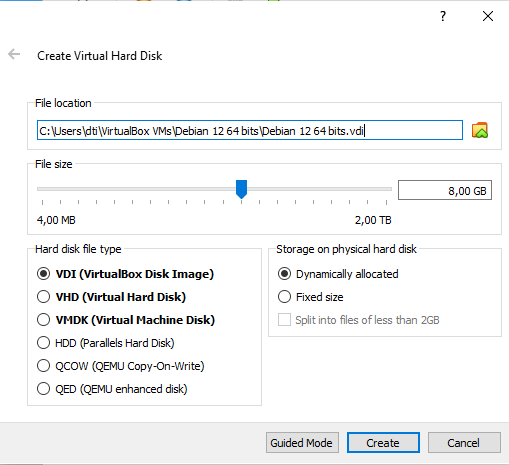 ?
Create Virtual Hard Disk
File location
C:\Users\dti\VirtualBox VMs\Debian 12 64 bits\Debian 12 64 bits.vdi
File size
8,00 GB
4,00 MB 2,00 TB
Hard disk file type
VDI (VirtualBox Disk Image)
VHD (Virtual Hard Disk)
VMDK (Virtual Machine Disk)
HDD (Parallels Hard Disk)
QCOW (QEMU Copy-On-Write)
QED (QEMU enhanced disk)
Storage on physical hard disk
Dynamically allocated
Fixed size
Split into files of less than 2GB
Guided Mode Create Cancel